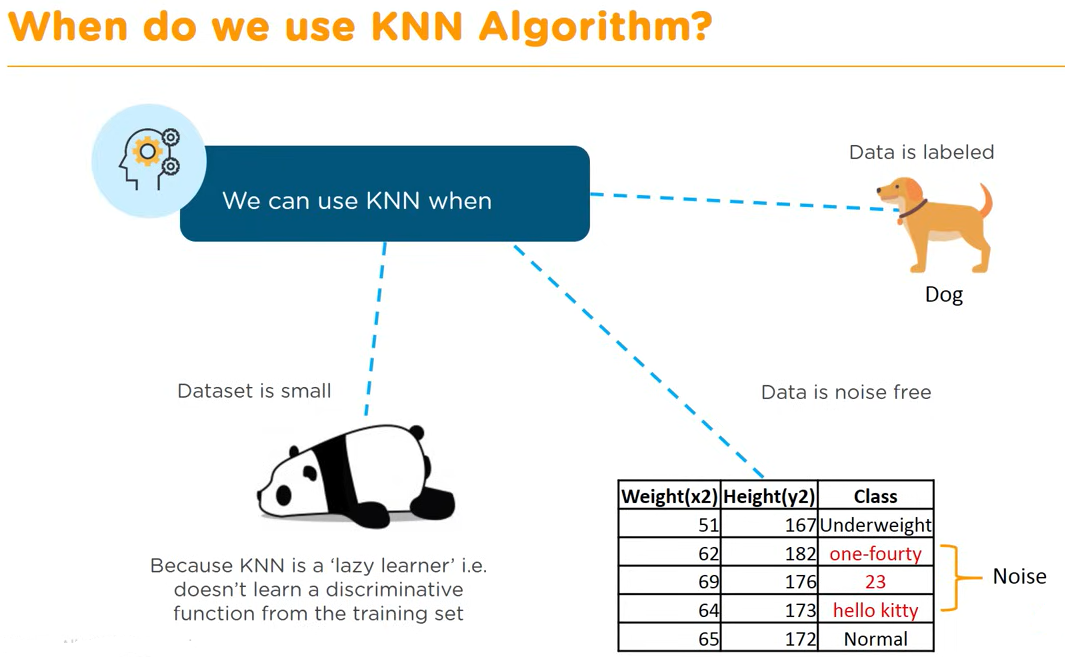 When do we use KNN Algorithm?
We can use KNN when
Data is labeled
Dog
Dataset is small
Because KNN is a ‘lazy learner’ i.e.
doesn’t learn a discriminative
function from the training set
Data is noise free
Weight(x2) Height(y2) Class
51 167 Underweight
62 182 one-fourty
69 176 23
64 173 hello kitty
65 172 Normal
Noise